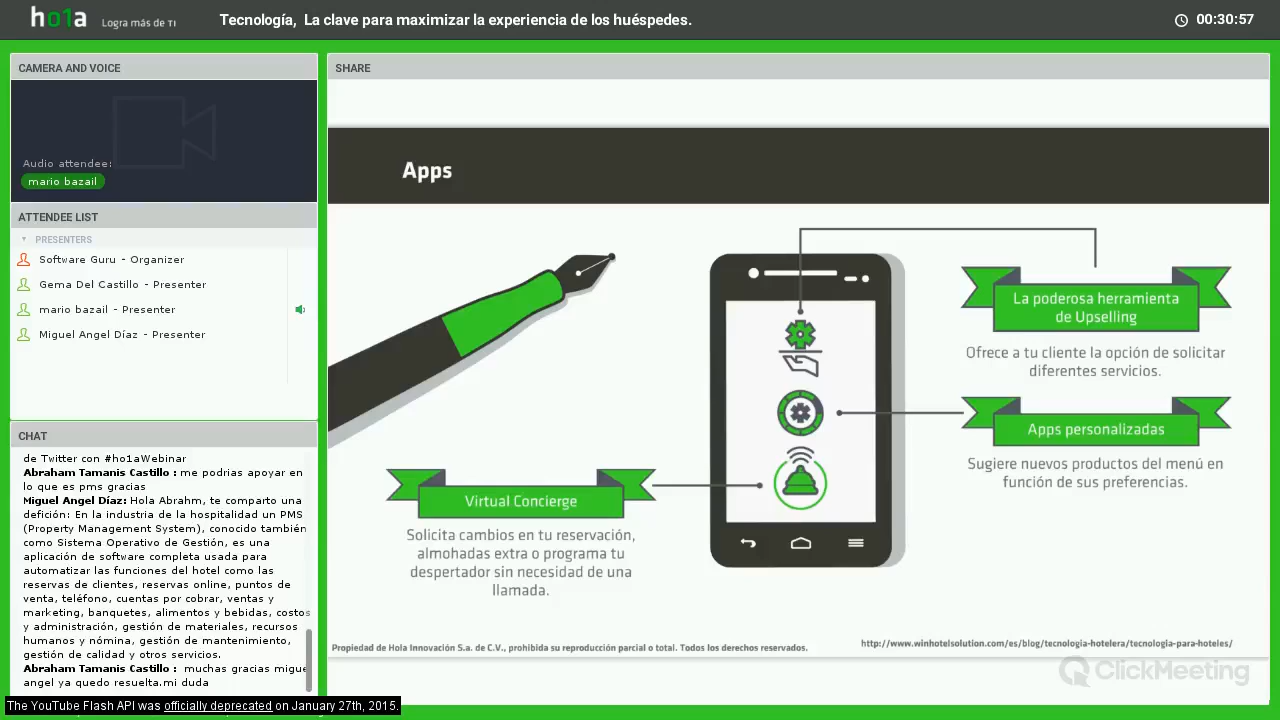 ho1a Logra más de TI
Tecnología, La clave para maximizar la experiencia de los huéspedes.
00:30:57
CAMERA AND VOICE
Audio attendee:
mario bazail
ATTENDEE LIST
PRESENTERS
Software Guru - Organizer
Gema Del Castillo - Presenter
mario bazail - Presenter
Miguel Angel Díaz - Presenter
CHAT
de Twitter con #ho1aWebinar
Abraham Tamanis Castillo : me podrias apoyar en
lo que es pms gracias
Miguel Angel Díaz: Hola Abrahm, te comparto una
defición: En la industria de la hospitalidad un PMS
(Property Management System), conocido también
como Sistema Operativo de Gestión, es una
aplicación de software completa usada para
automatizar las funciones del hotel como las
reservas de clientes, reservas online, puntos de
venta, teléfono, cuentas por cobrar, ventas y
marketing, banquetes, alimentos y bebidas, costos
y administración, gestión de materiales, recursos
humanos y nómina, gestión de mantenimiento,
gestión de calidad y otros servicios.
Abraham Tamanis Castillo : muchas gracias migue
angel ya quedo resuelta.mi duda
The YouTube Flash API was officially deprecated on January 27th, 2015.
SHARE
Apps
La poderosa herramienta
de Upselling
Ofrece a tu cliente la opción de solicitar
diferentes servicios.
Apps personalizadas
Sugiere nuevos productos del menú en
función de sus preferencias.
Virtual Concierge
Solicita cambios en tu reservación,
almohadas extra o programa tu
despertador sin necesidad de una
llamada.
Propiedad de Hola Innovación S.a. de C.V., prohibida su reproducción parcial o total. Todos los derechos reservados.
http://www.winhotelsolution.com/es/blog/tecnologia-hotelera/tecnologia-para-hoteles/
ClickMeeting